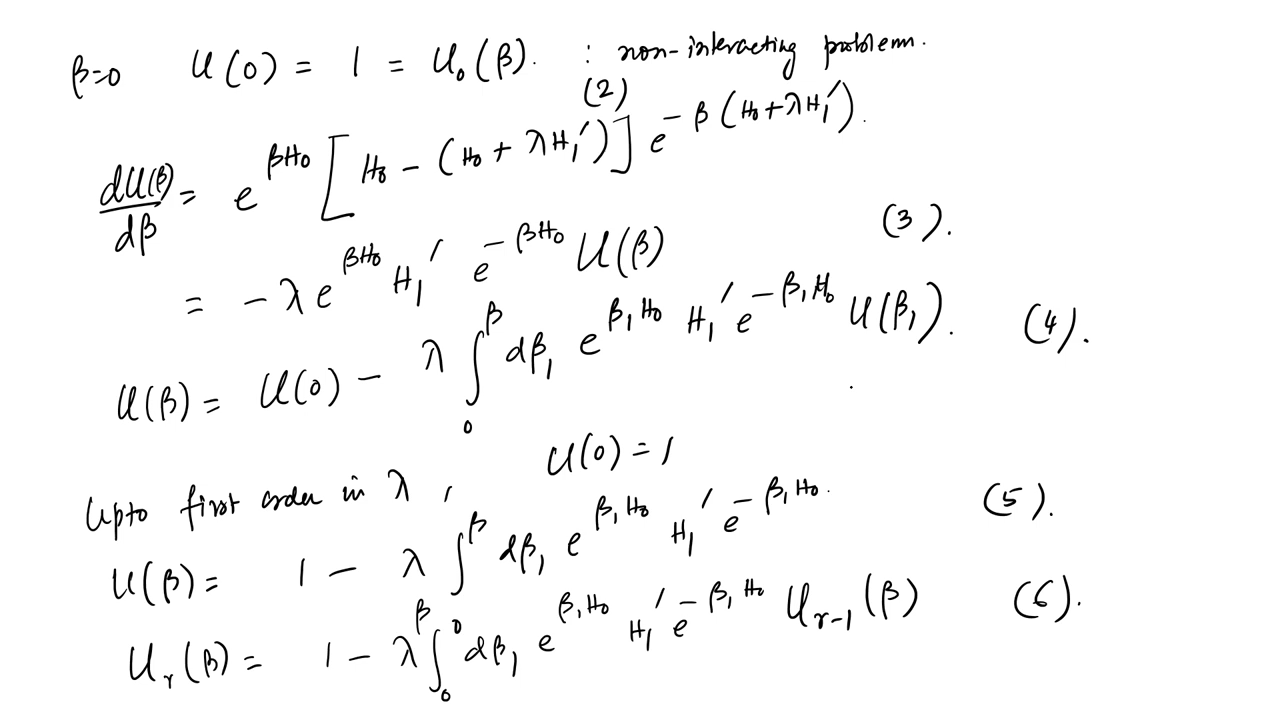 β=0 U(0) = 1 = U₀(β). : non-interacting problem.
(2)
dU(β)/dβ = e^{βH₀} [H₀ - (H₀ + λH₁′)] e^{-β(H₀+λH₁′)}.
= -λ e^{βH₀} H₁′ e^{-βH₀} U(β) (3).
U(β) = U(0) - λ ∫₀^β dβ₁ e^{β₁H₀} H₁′ e^{-β₁H₀} U(β₁). (4).
U(0) = 1
Upto first order in λ,
U(β) = 1 - λ ∫₀^β dβ₁ e^{β₁H₀} H₁′ e^{-β₁H₀}. (5).
Uᵣ(β) = 1 - λ ∫₀^β dβ₁ e^{β₁H₀} H₁′ e^{-β₁H₀} U_{r-1}(β) (6).